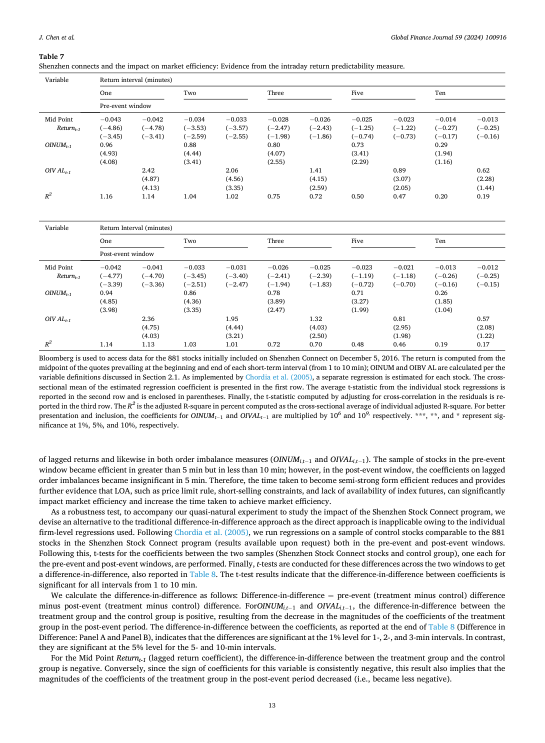 J. Chen et al.
Global Finance Journal 59 (2024) 100916
Table 7
Shenzhen connects and the impact on market efficiency: Evidence from the intraday return predictability measure.
Variable Return interval (minutes)
One Two Three Five Ten
Pre-event window
Mid Point −0.043 −0.042 −0.034 −0.033 −0.028 −0.026 −0.025 −0.023 −0.014 −0.013
Returnₜ₋₁ (−4.86) (−4.78) (−3.53) (−3.57) (−2.47) (−2.43) (−1.25) (−1.22) (−0.27) (−0.25)
(−3.45) (−3.41) (−2.59) (−2.55) (−1.98) (−1.86) (−0.74) (−0.73) (−0.17) (−0.16)
OINUMₜ₋₁ 0.96 0.88 0.80 0.73 0.29
(4.93) (4.44) (4.07) (3.41) (1.94)
(4.08) (3.41) (2.55) (2.29) (1.16)
OIV ALₜ₋₁ 2.42 2.06 1.41 0.89 0.62
(4.87) (4.56) (4.15) (3.07) (2.28)
(4.13) (3.35) (2.59) (2.05) (1.44)
R² 1.16 1.14 1.04 1.02 0.75 0.72 0.50 0.47 0.20 0.19
Variable Return Interval (minutes)
One Two Three Five Ten
Post-event window
Mid Point −0.042 −0.041 −0.033 −0.031 −0.026 −0.025 −0.023 −0.021 −0.013 −0.012
Returnₜ₋₁ (−4.77) (−4.70) (−3.45) (−3.40) (−2.41) (−2.39) (−1.19) (−1.18) (−0.26) (−0.25)
(−3.39) (−3.36) (−2.51) (−2.47) (−1.94) (−1.83) (−0.72) (−0.70) (−0.16) (−0.15)
OINUMₜ₋₁ 0.94 0.86 0.78 0.71 0.26
(4.85) (4.36) (3.89) (3.27) (1.85)
(3.98) (3.35) (2.47) (1.99) (1.04)
OIV ALₜ₋₁ 2.36 1.95 1.32 0.81 0.57
(4.75) (4.44) (4.03) (2.95) (2.08)
(4.03) (3.21) (2.50) (1.98) (1.22)
R² 1.14 1.13 1.03 1.01 0.72 0.70 0.48 0.46 0.19 0.17
Bloomberg is used to access data for the 881 stocks initially included on Shenzhen Connect on December 5, 2016. The return is computed from the
midpoint of the quotes prevailing at the beginning and end of each short-term interval (from 1 to 10 min); OINUM and OIBV AL are calculated per the
variable definitions discussed in Section 2.1. As implemented by Chordia et al. (2005), a separate regression is estimated for each stock. The cross-
sectional mean of the estimated regression coefficient is presented in the first row. The average t-statistic from the individual stock regressions is
reported in the second row and is enclosed in parentheses. Finally, the t-statistic computed by adjusting for cross-correlation in the residuals is re-
ported in the third row. The R² is the adjusted R-square in percent computed as the cross-sectional average of individual adjusted R-square. For better
presentation and inclusion, the coefficients for OINUMₜ₋₁ and OIVALₜ₋₁ are multiplied by 10⁶ and 10⁹. respectively. ***, **, and * represent sig-
nificance at 1%, 5%, and 10%, respectively.
of lagged returns and likewise in both order imbalance measures (OINUMᵢ,ₜ₋₁ and OIVALᵢ,ₜ₋₁). The sample of stocks in the pre-event
window became efficient in greater than 5 min but in less than 10 min; however, in the post-event window, the coefficients on lagged
order imbalances became insignificant in 5 min. Therefore, the time taken to become semi-strong form efficient reduces and provides
further evidence that LOA, such as price limit rule, short-selling constraints, and lack of availability of index futures, can significantly
impact market efficiency and increase the time taken to achieve market efficiency.
As a robustness test, to accompany our quasi-natural experiment to study the impact of the Shenzhen Stock Connect program, we
devise an alternative to the traditional difference-in-difference approach as the direct approach is inapplicable owing to the individual
firm-level regressions used. Following Chordia et al. (2005), we run regressions on a sample of control stocks comparable to the 881
stocks in the Shenzhen Stock Connect program (results available upon request) both in the pre-event and post-event windows.
Following this, t-tests for the coefficients between the two samples (Shenzhen Stock Connect stocks and control group), one each for
the pre-event and post-event windows, are performed. Finally, t-tests are conducted for these differences across the two windows to get
a difference-in-difference, also reported in Table 8. The t-test results indicate that the difference-in-difference between coefficients is
significant for all intervals from 1 to 10 min.
We calculate the difference-in-difference as follows: Difference-in-difference = pre-event (treatment minus control) difference
minus post-event (treatment minus control) difference. ForOINUMᵢ,ₜ₋₁ and OIVALᵢ,ₜ₋₁, the difference-in-difference between the
treatment group and the control group is positive, resulting from the decrease in the magnitude of the coefficients of the treatment
group in the post-event period. The difference-in-difference between the coefficients, as reported at the end of Table 8 (Difference in
Difference: Panel A and Panel B), indicates that the differences are significant at the 1% level for 1-, 2-, and 3-min intervals. In contrast,
they are significant at the 5% level for the 5- and 10-min intervals.
For the Mid Point Returnₜ₋₁ (lagged return coefficient), the difference-in-difference between the treatment group and the control
group is negative. Conversely, since the sign of coefficients for this variable is consistently negative, this result also implies that the
magnitudes of the coefficients of the treatment group in the post-event period decreased (i.e., became less negative).
13